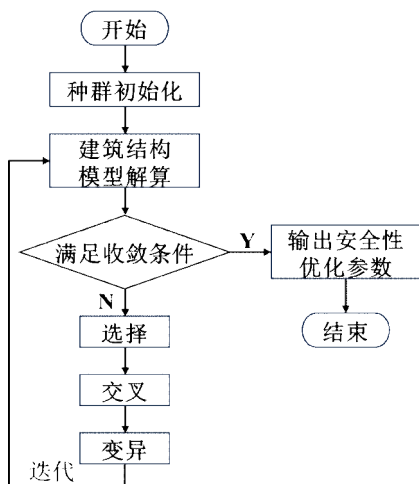 开始
种群初始化
建筑结构
模型解算
满足收敛条件
Y
输出安全性
优化参数
N
结束
选择
交叉
变异
迭代